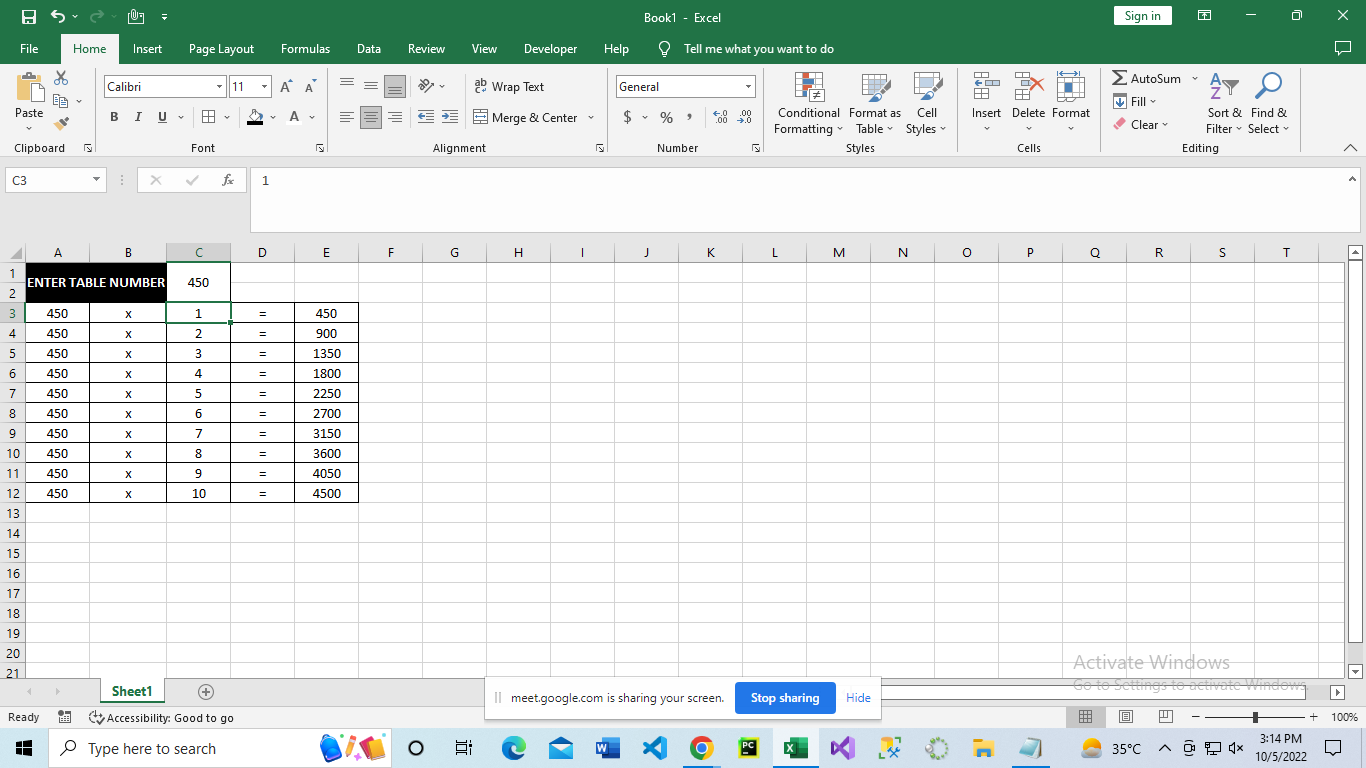 Book1 - Excel
Sign in
File Home Insert Page Layout Formulas Data Review View Developer Help Tell me what you want to do
Paste
Clipboard
Calibri 11
B I U A
Font
Wrap Text
Merge & Center
Alignment
General
$ % ,
Number
Conditional Formatting
Format as Table
Cell Styles
Styles
Insert Delete Format
Cells
AutoSum
Fill
Clear
Sort & Filter
Find & Select
Editing
C3 fx 1
A B C D E F G H I J K L M N O P Q R S T
1 ENTER TABLE NUMBER 450
2
3 450 x 1 = 450
4 450 x 2 = 900
5 450 x 3 = 1350
6 450 x 4 = 1800
7 450 x 5 = 2250
8 450 x 6 = 2700
9 450 x 7 = 3150
10 450 x 8 = 3600
11 450 x 9 = 4050
12 450 x 10 = 4500
13
14
15
16
17
18
19
20
21
Activate Windows
Go to Settings to activate Windows.
Sheet1
meet.google.com is sharing your screen. Stop sharing Hide
Ready Accessibility: Good to go 100%
Type here to search
35°C
3:14 PM
10/5/2022